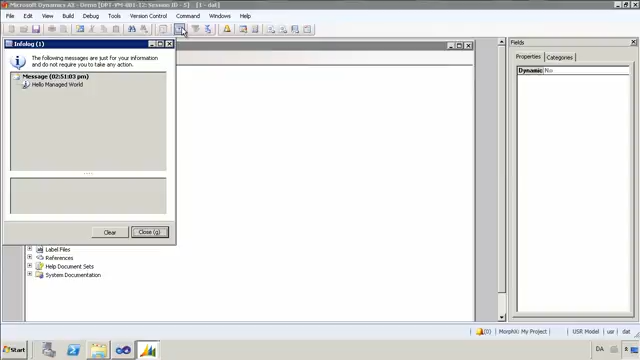 Microsoft Dynamics AX - Demo [DPT-PM-001-12: Session ID - 5] - [1 - dat]
File Edit View Build Debug Tools Version Control Command Windows Help
Infolog (1)
The following messages are just for your information
and do not require you to take any action.
Message (02:51:03 pm)
Hello Managed World
Clear
Close (g)
Label Files
References
Help Document Sets
System Documentation
Fields
Properties Categories
Dynamic No
(0) MorphX: My Project USR Model usr dat
Start
DA